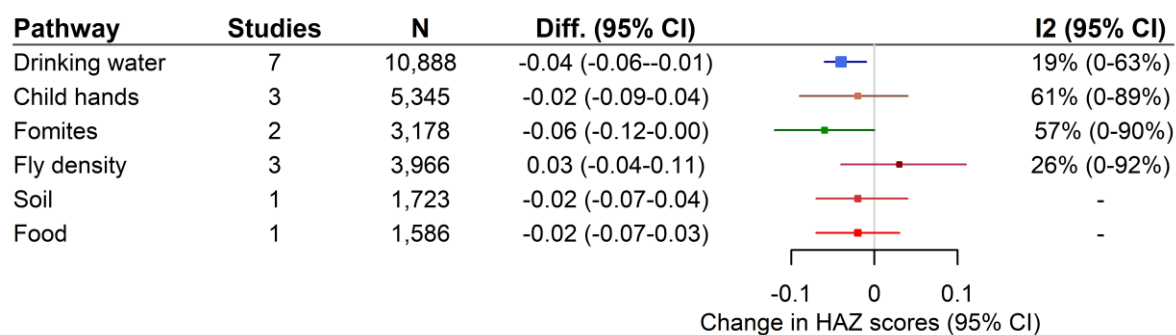 Pathway Studies N Diff. (95% CI) I2 (95% CI)
Drinking water 7 10,888 -0.04 (-0.06--0.01) 19% (0-63%)
Child hands 3 5,345 -0.02 (-0.09-0.04) 61% (0-89%)
Fomites 2 3,178 -0.06 (-0.12-0.00) 57% (0-90%)
Fly density 3 3,966 0.03 (-0.04-0.11) 26% (0-92%)
Soil 1 1,723 -0.02 (-0.07-0.04) -
Food 1 1,586 -0.02 (-0.07-0.03) -
-0.1 0 0.1
Change in HAZ scores (95% CI)